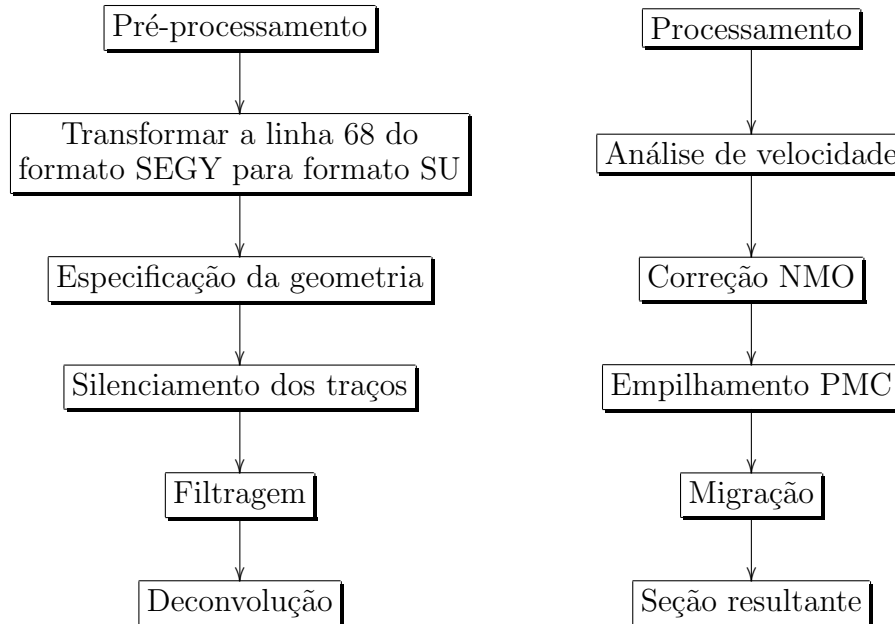 Pré-processamento
Transformar a linha 68 do
formato SEGY para formato SU
Especificação da geometria
Silenciamento dos traços
Filtragem
Deconvolução
Processamento
Análise de velocidade
Correção NMO
Empilhamento PMC
Migração
Seção resultante